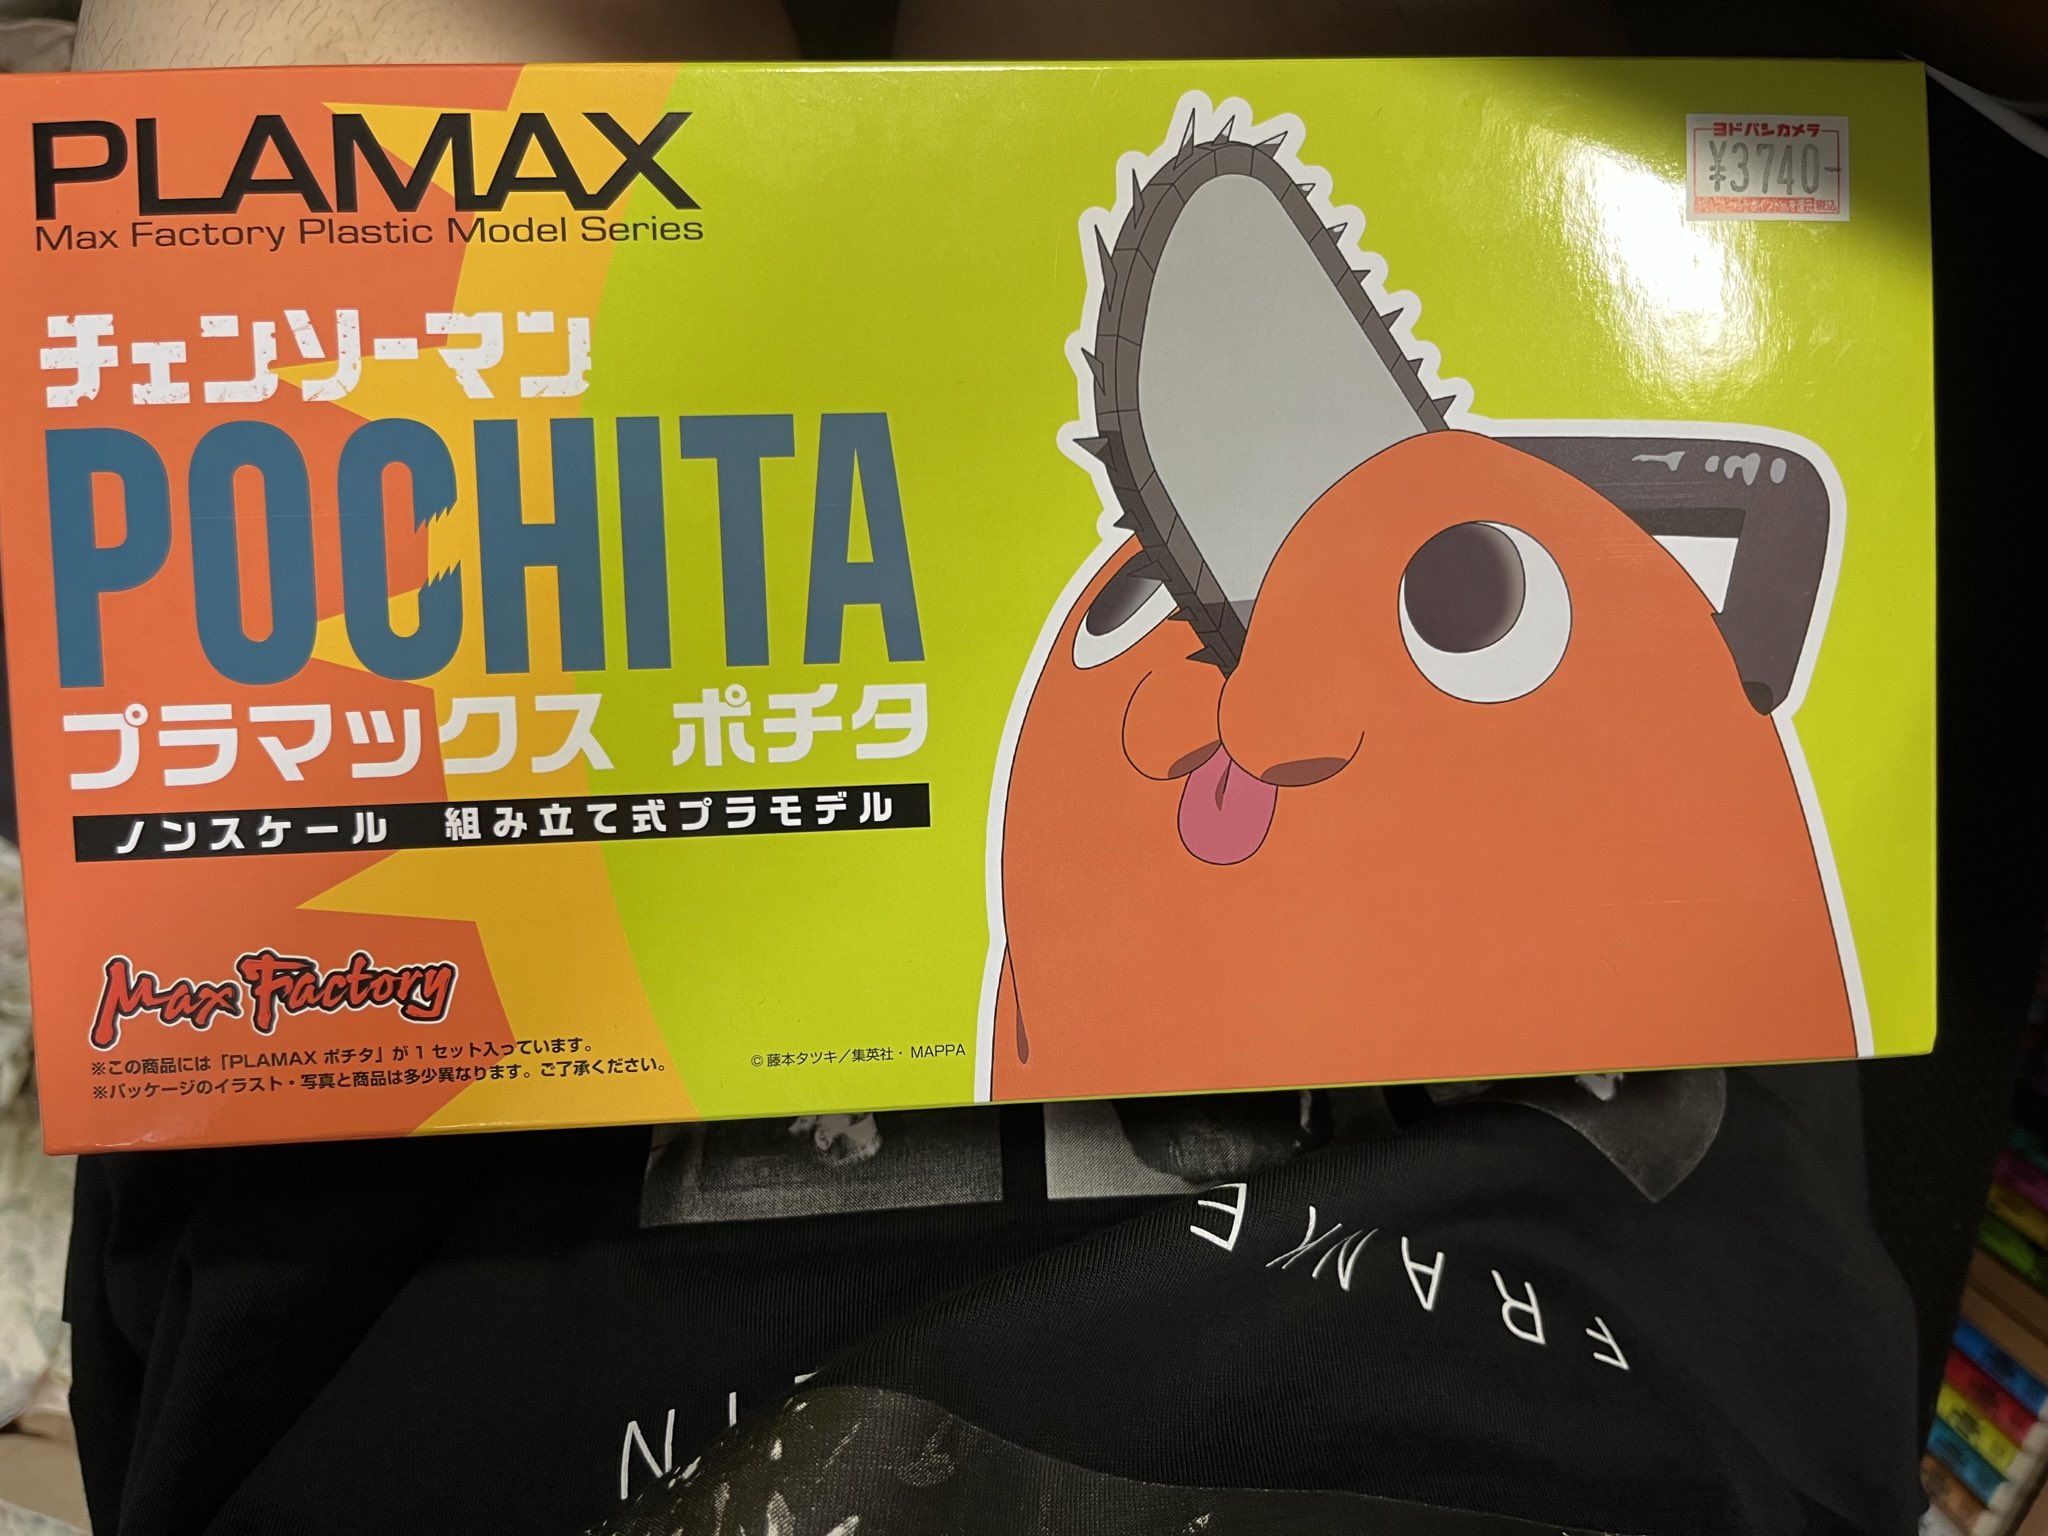 PLAMAX
Max Factory Plastic Model Series
チェンソーマン
POCHITA
プラマックス ポチタ
ノンスケール 組み立て式プラモデル
Max Factory
※この商品には「PLAMAX ポチタ」が1セット入っています。
※パッケージのイラスト・写真と商品は多少異なります。ご了承ください。
©藤本タツキ／集英社・MAPPA
ヨドバシカメラ
¥3740-
FRANKE
IN